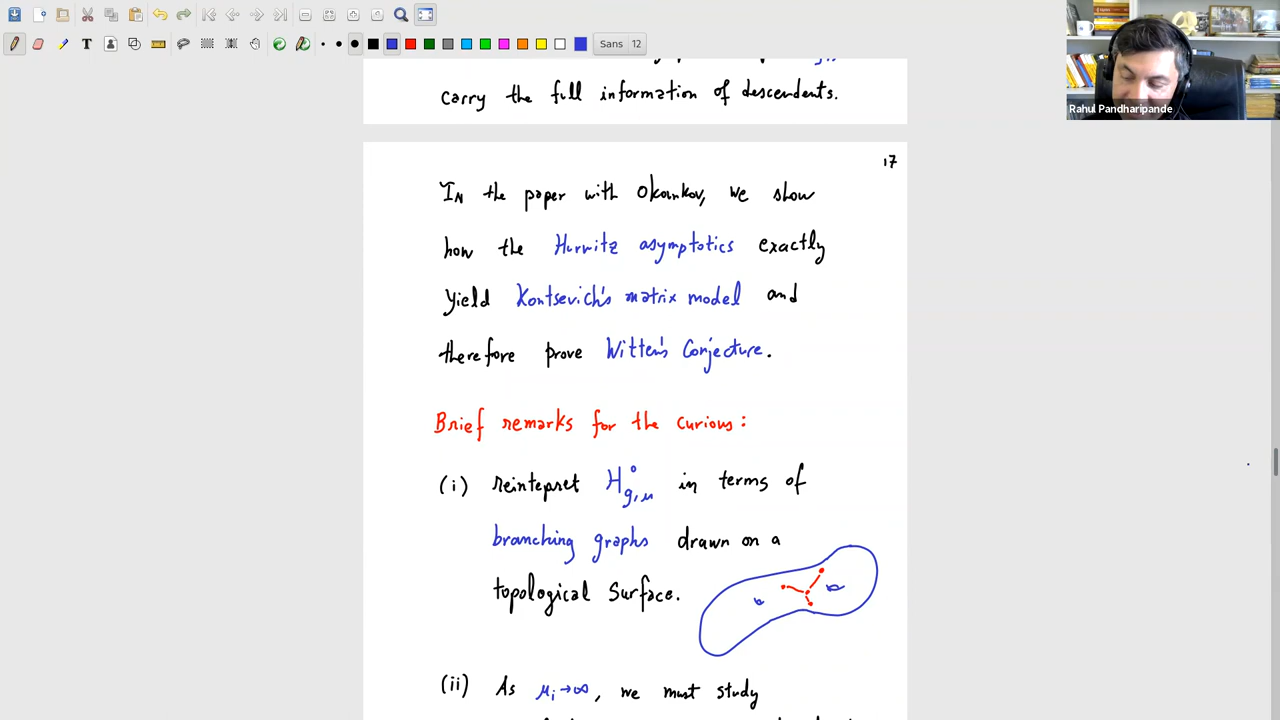 Sans 12
Rahul Pandharipande
carry the full information of descendents.
17
In the paper with Okounkov, we show
how the Hurwitz asymptotics exactly
yield Kontsevich's matrix model and
therefore prove Witten's Conjecture.
Brief remarks for the curious:
(i) reintepret H°g,μ in terms of
branching graphs drawn on a
topological surface.
(ii) As μi→∞, we must study